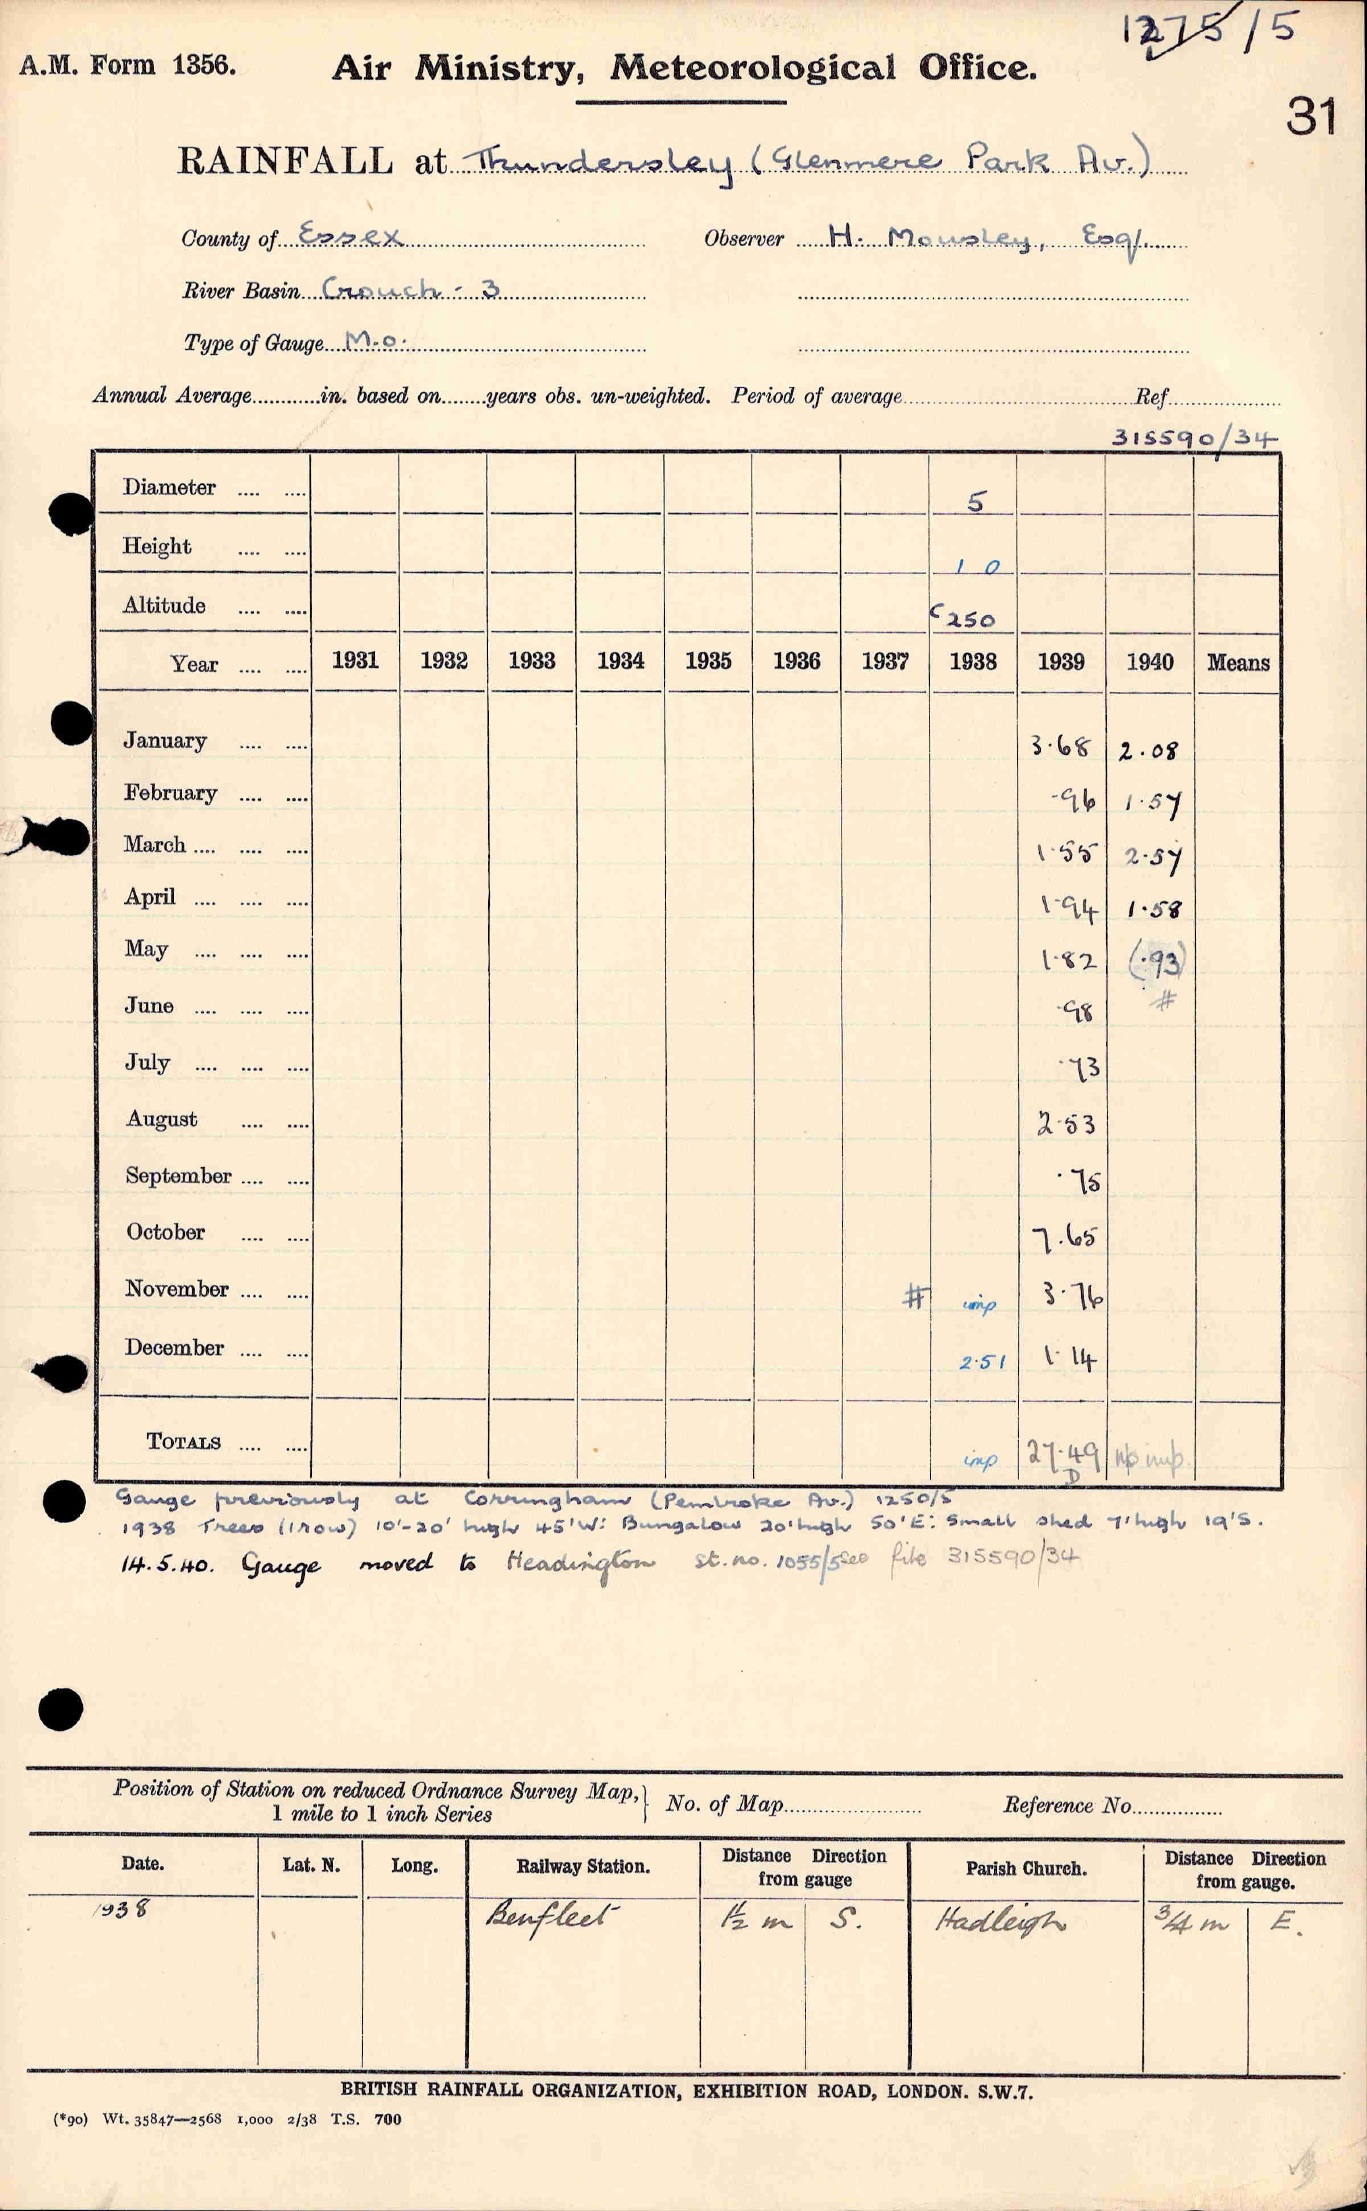 1275/5
A.M. Form 1356. Air Ministry, Meteorological Office.
31
RAINFALL at Thundersley (Glenmere Park Av.)
County of Essex Observer H. Mousley, Esq.
River Basin Crouch - 3
Type of Gauge M.O.
Annual Average in. based on years obs. un-weighted. Period of average Ref.
315590/34
Diameter 5
Height 1 0
Altitude c250
Year 1931 1932 1933 1934 1935 1936 1937 1938 1939 1940 Means
January 3.68 2.08
February .96 1.57
March 1.55 2.57
April 1.94 1.58
May 1.82 (.93)
June .98 #
July .73
August 2.53
September .75
October 7.65
November # imp 3.76
December 2.51 1.14
TOTALS imp 27.49 imp.
D
Gauge previously at Corringham (Pembroke Av.) 1250/5
1938 Trees (1 row) 10'-20' high 45'W: Bungalow 20' high 50'E: Small shed 7' high 19'S.
14.5.40. Gauge moved to Headington St. no. 1055/5 see file 315590/34
Position of Station on reduced Ordnance Survey Map, } No. of Map Reference No.
1 mile to 1 inch Series
Date. Lat. N. Long. Railway Station. Distance Direction from gauge Parish Church. Distance Direction from gauge.
1938 Benfleet 1½ m S. Hadleigh 3/4 m E.
BRITISH RAINFALL ORGANIZATION, EXHIBITION ROAD, LONDON. S.W.7.
(*90) Wt. 35847—2568 1,000 2/38 T.S. 700